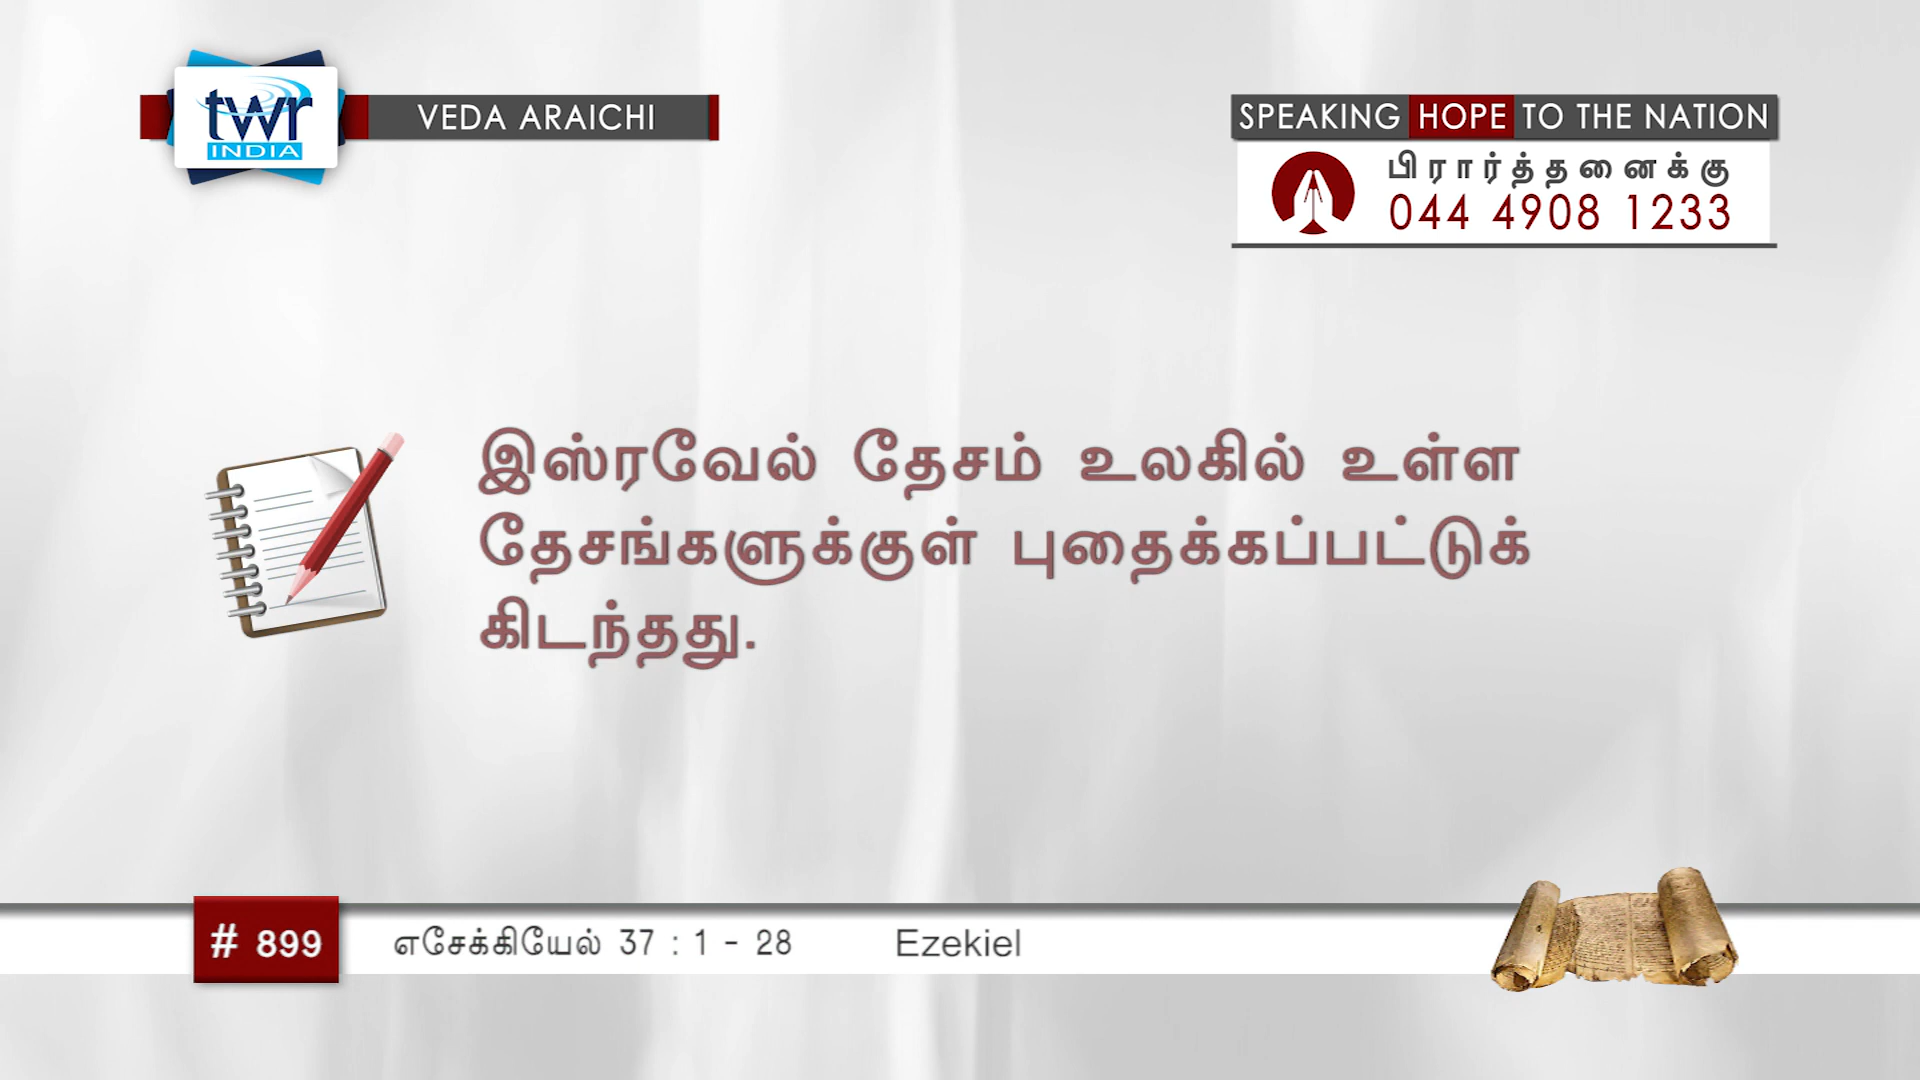 twr
INDIA
VEDA ARAICHI
SPEAKING HOPE TO THE NATION
பிரார்த்தனைக்கு
044 4908 1233
இஸ்ரவேல் தேசம் உலகில் உள்ள
தேசங்களுக்குள் புதைக்கப்பட்டுக்
கிடந்தது.
# 899
எசேக்கியேல் 37 : 1 - 28 Ezekiel